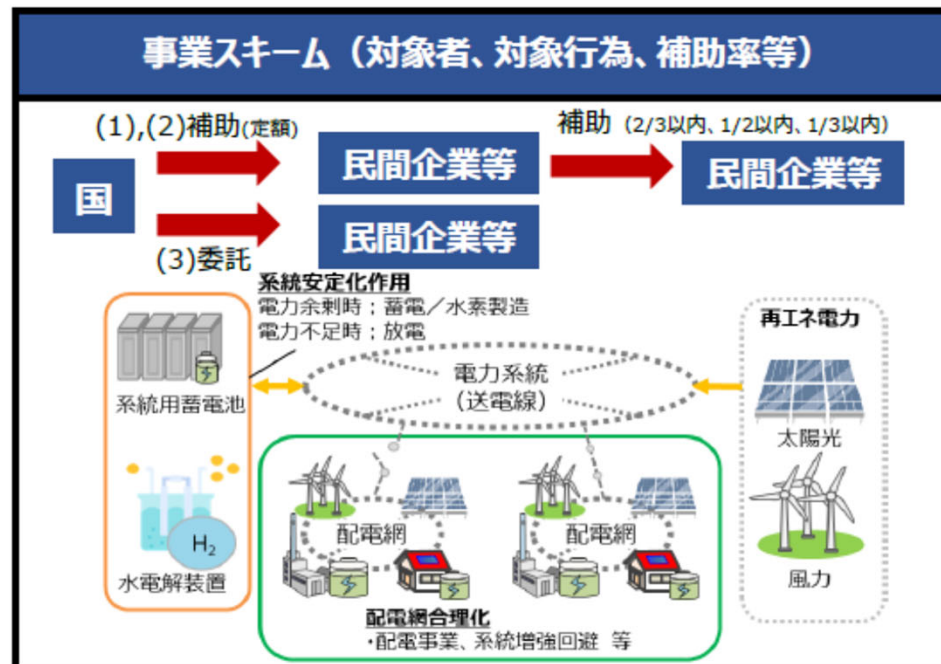 事業スキーム（対象者、対象行為、補助率等）
(1),(2)補助(定額)
補助（2/3以内、1/2以内、1/3以内）
国
民間企業等
民間企業等
民間企業等
(3)委託
系統安定化作用
電力余剰時；蓄電／水素製造
電力不足時；放電
再エネ電力
電力系統
（送電線）
系統用蓄電池
太陽光
配電網
配電網
H₂
水電解装置
風力
配電網合理化
・配電事業、系統増強回避 等